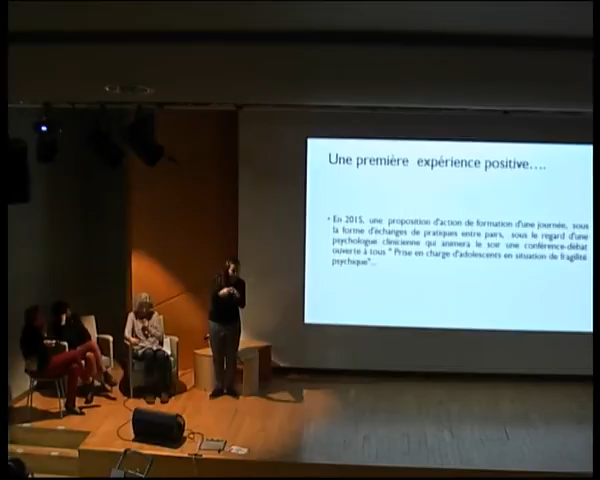 Une première expérience positive....
• En 2015, une proposition d'action de formation d'une journée, sous
la forme d'échanges de pratiques entre pairs, sous le regard d'une
psychologue clinicienne qui animera le soir une conférence-débat
ouverte à tous " Prise en charge d'adolescents en situation de fragilité
psychique"...